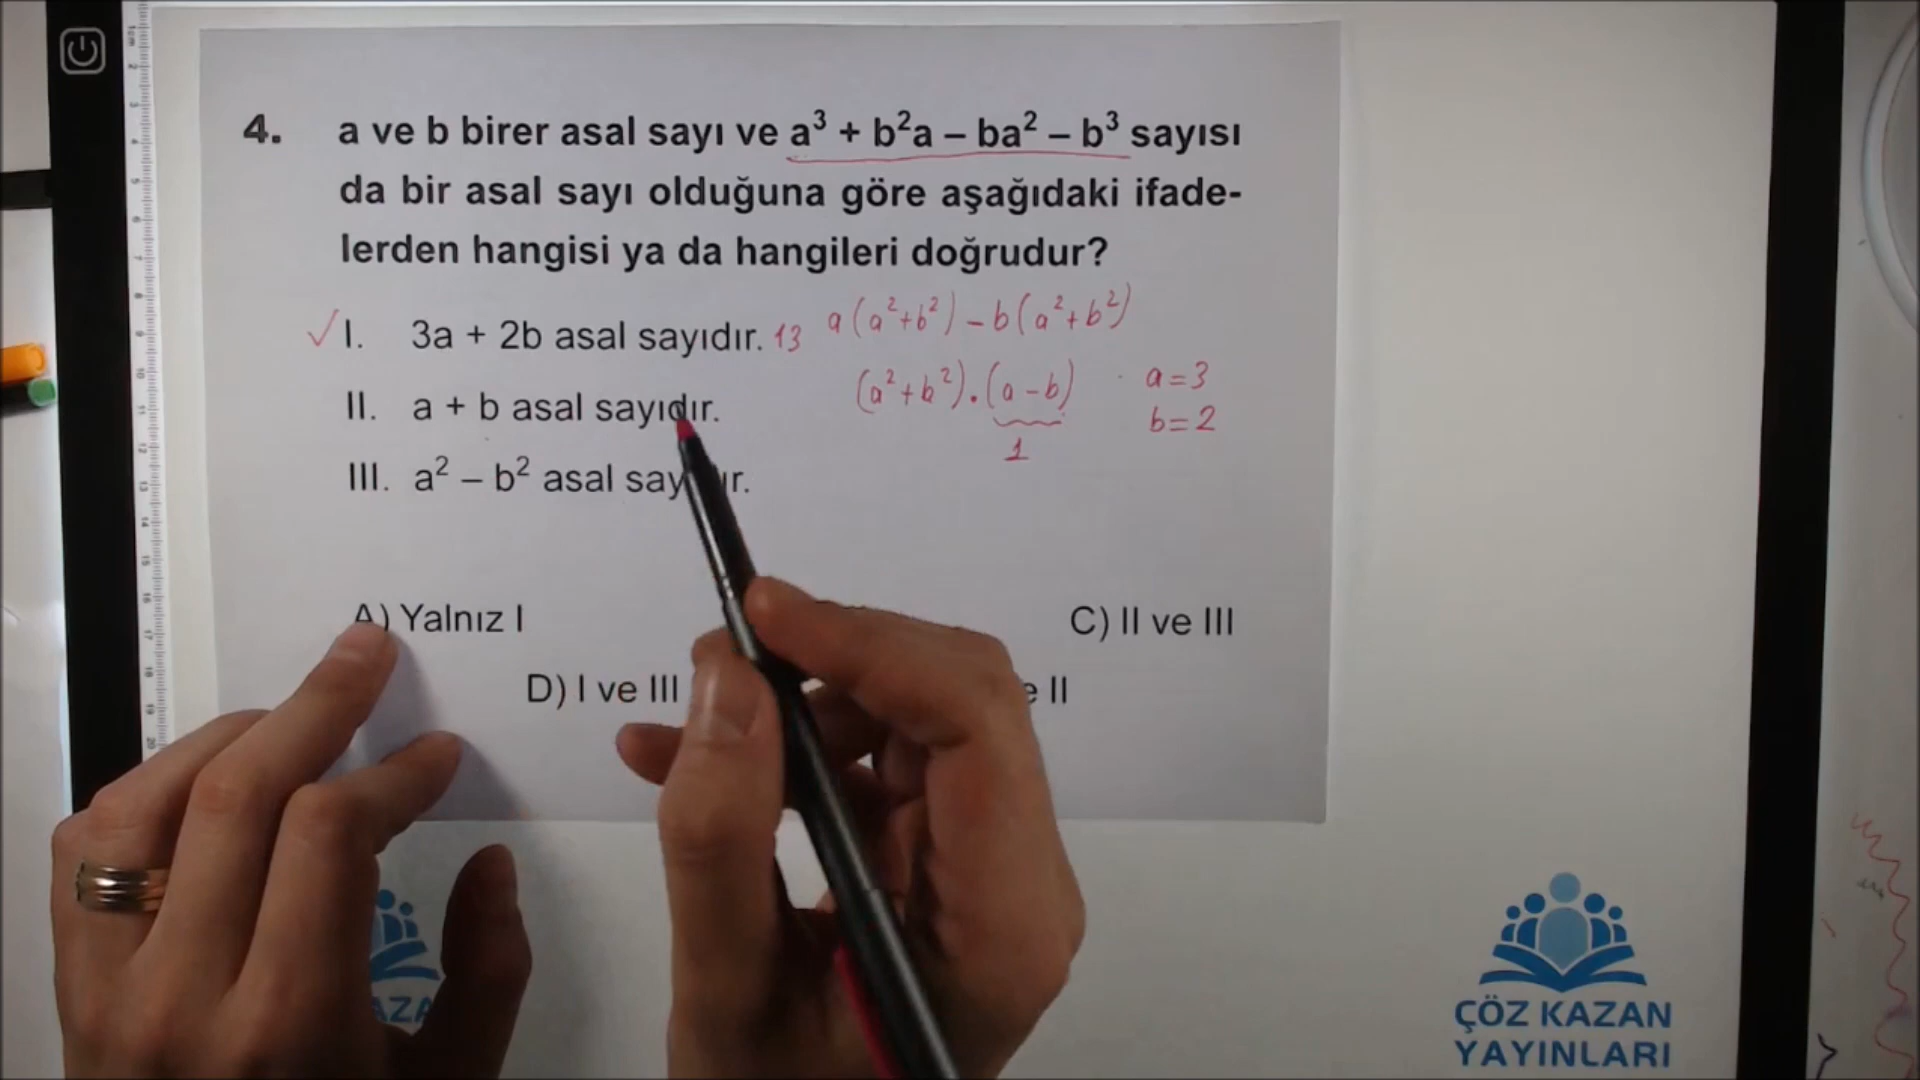 4. a ve b birer asal sayı ve a³ + b²a – ba² – b³ sayısı
da bir asal sayı olduğuna göre aşağıdaki ifade-
lerden hangisi ya da hangileri doğrudur?
✓ I. 3a + 2b asal sayıdır. 13
a(a²+b²) – b(a²+b²)
(a²+b²).(a – b)
1
a = 3
b = 2
II. a + b asal sayıdır.
III. a² – b² asal
A) Yalnız I
C) II ve III
D) I ve III
II
ÇÖZ KAZAN
YAYINLARI